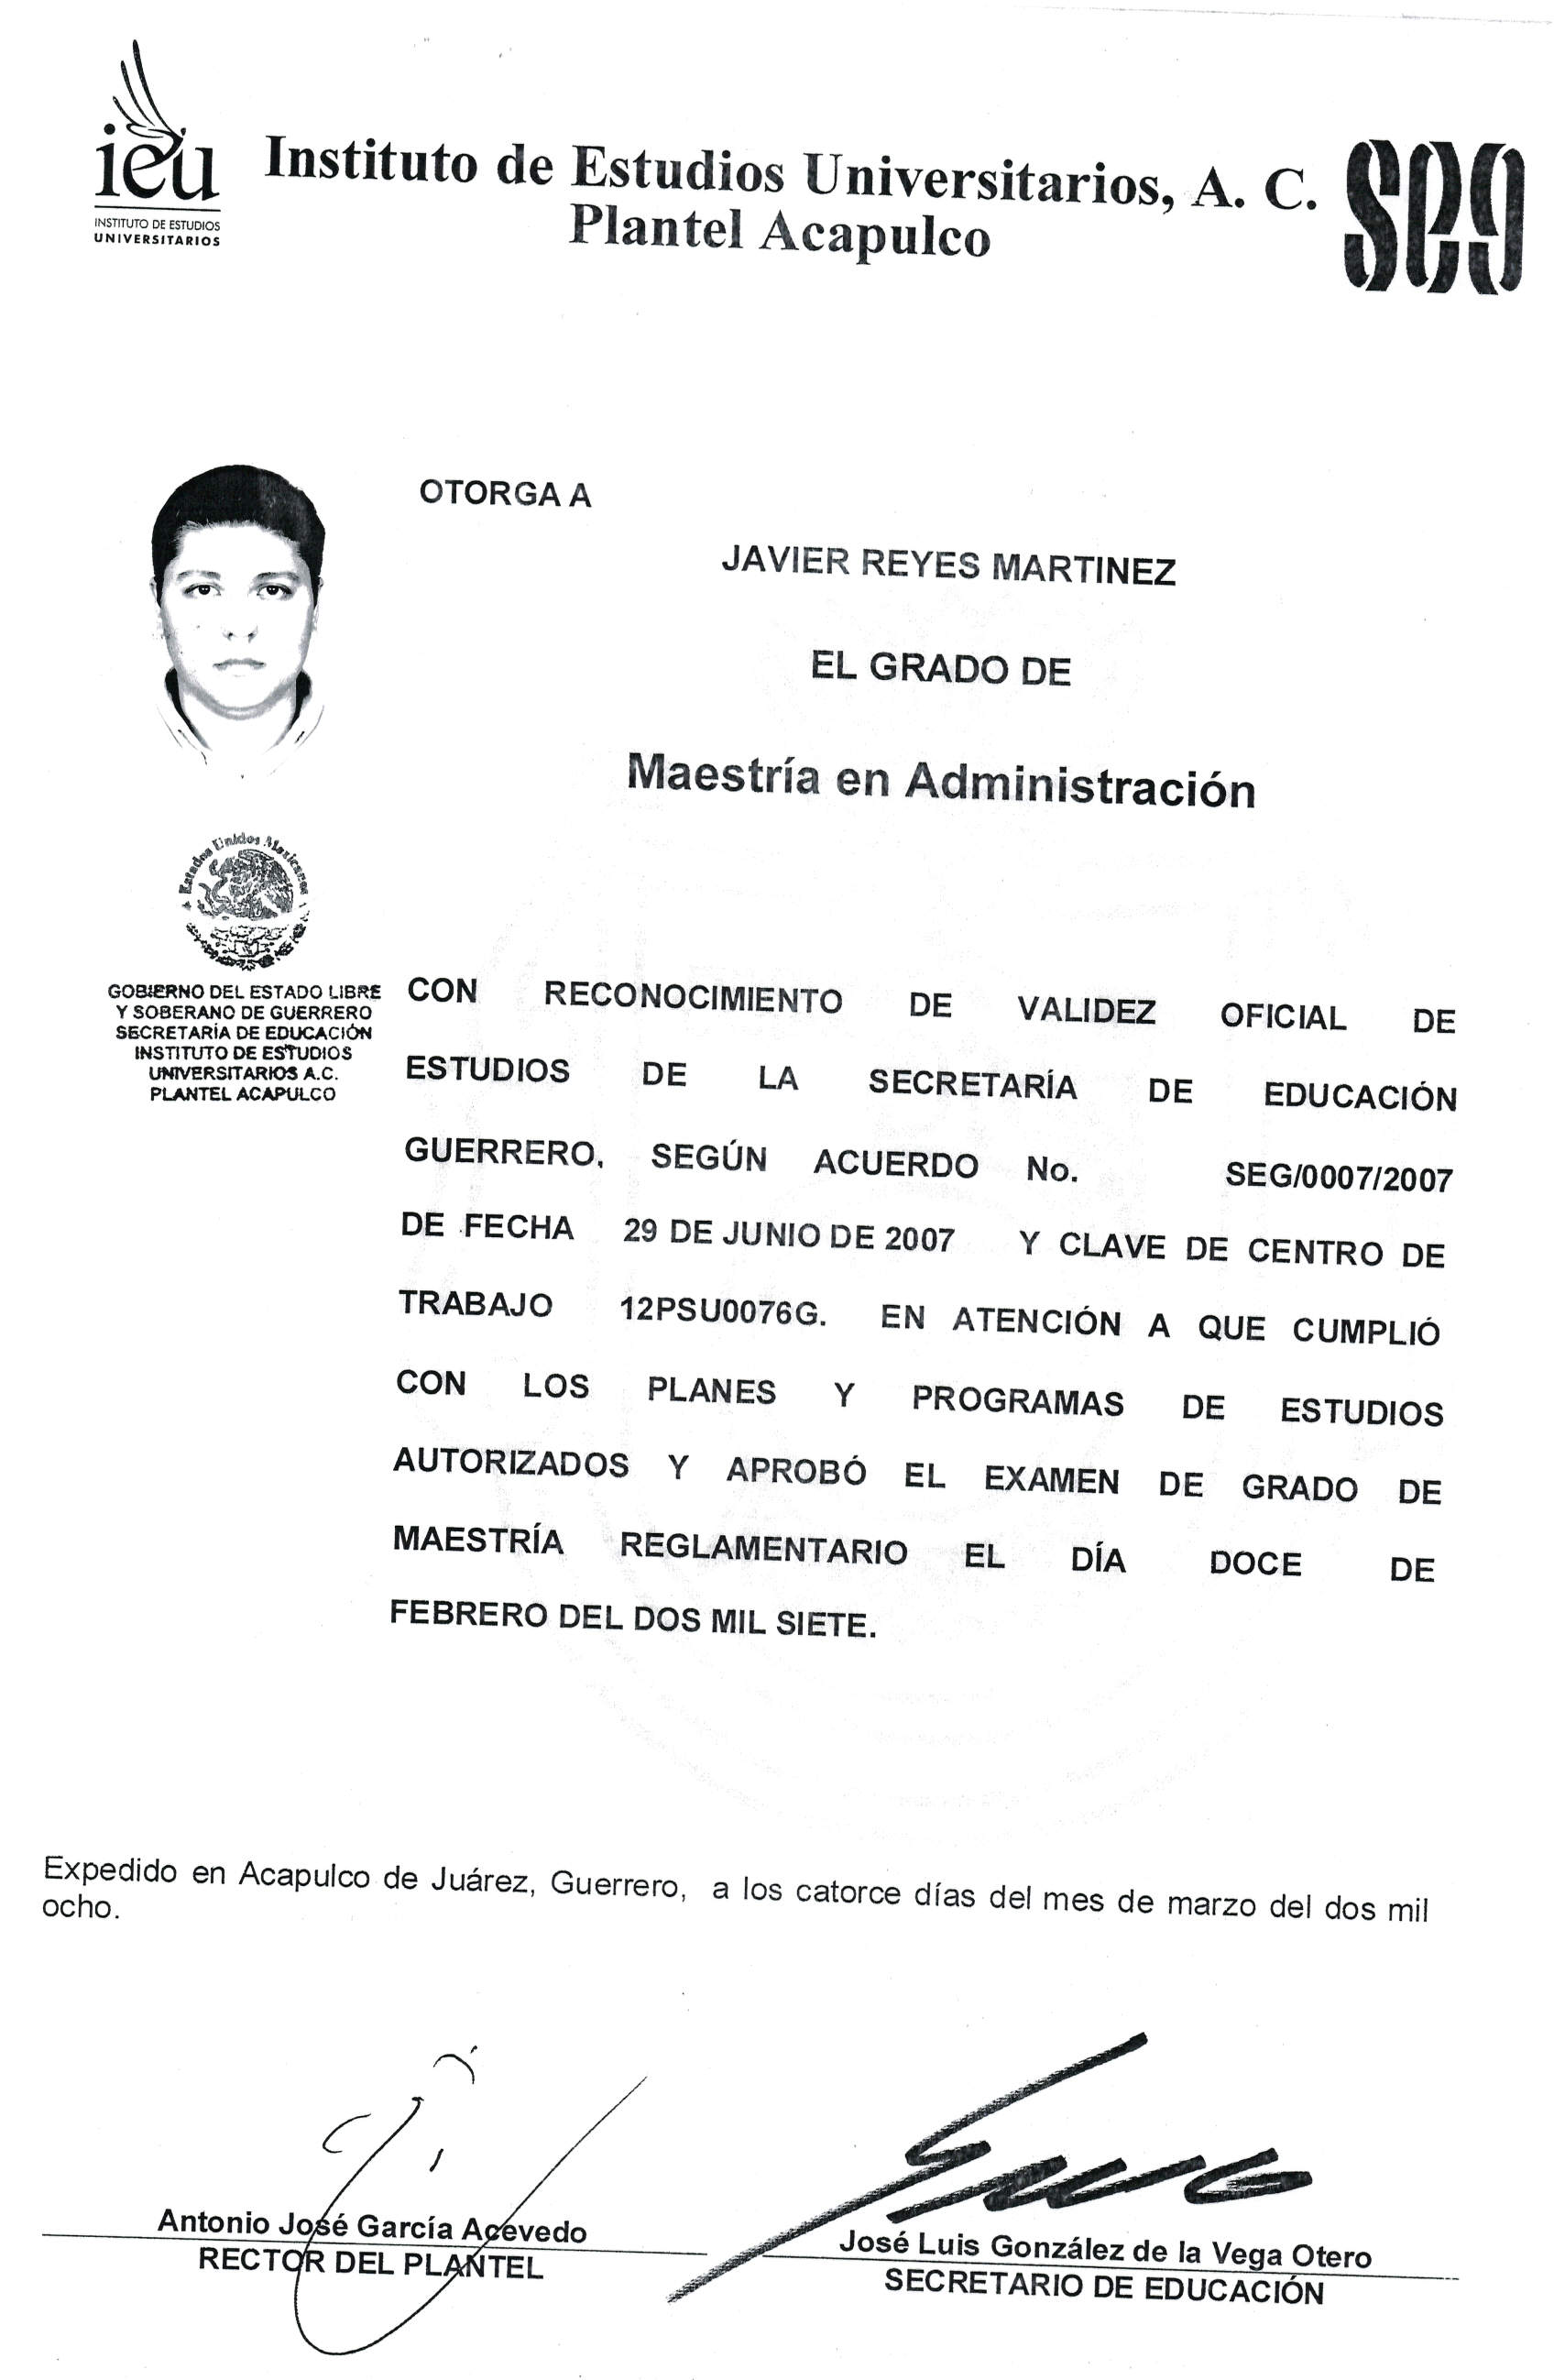 ieu
INSTITUTO DE ESTUDIOS
UNIVERSITARIOS
Instituto de Estudios Universitarios, A. C.
Plantel Acapulco
seg
OTORGA A
JAVIER REYES MARTINEZ
EL GRADO DE
Maestría en Administración
Estados Unidos Mexicanos
GOBIERNO DEL ESTADO LIBRE
Y SOBERANO DE GUERRERO
SECRETARÍA DE EDUCACIÓN
INSTITUTO DE ESTUDIOS
UNIVERSITARIOS A.C.
PLANTEL ACAPULCO
CON RECONOCIMIENTO DE VALIDEZ OFICIAL DE
ESTUDIOS DE LA SECRETARÍA DE EDUCACIÓN
GUERRERO, SEGÚN ACUERDO No. SEG/0007/2007
DE FECHA 29 DE JUNIO DE 2007 Y CLAVE DE CENTRO DE
TRABAJO 12PSU0076G. EN ATENCIÓN A QUE CUMPLIÓ
CON LOS PLANES Y PROGRAMAS DE ESTUDIOS
AUTORIZADOS Y APROBÓ EL EXAMEN DE GRADO DE
MAESTRÍA REGLAMENTARIO EL DÍA DOCE DE
FEBRERO DEL DOS MIL SIETE.
Expedido en Acapulco de Juárez, Guerrero, a los catorce días del mes de marzo del dos mil
ocho.
Antonio José García Acevedo
RECTOR DEL PLANTEL
José Luis González de la Vega Otero
SECRETARIO DE EDUCACIÓN